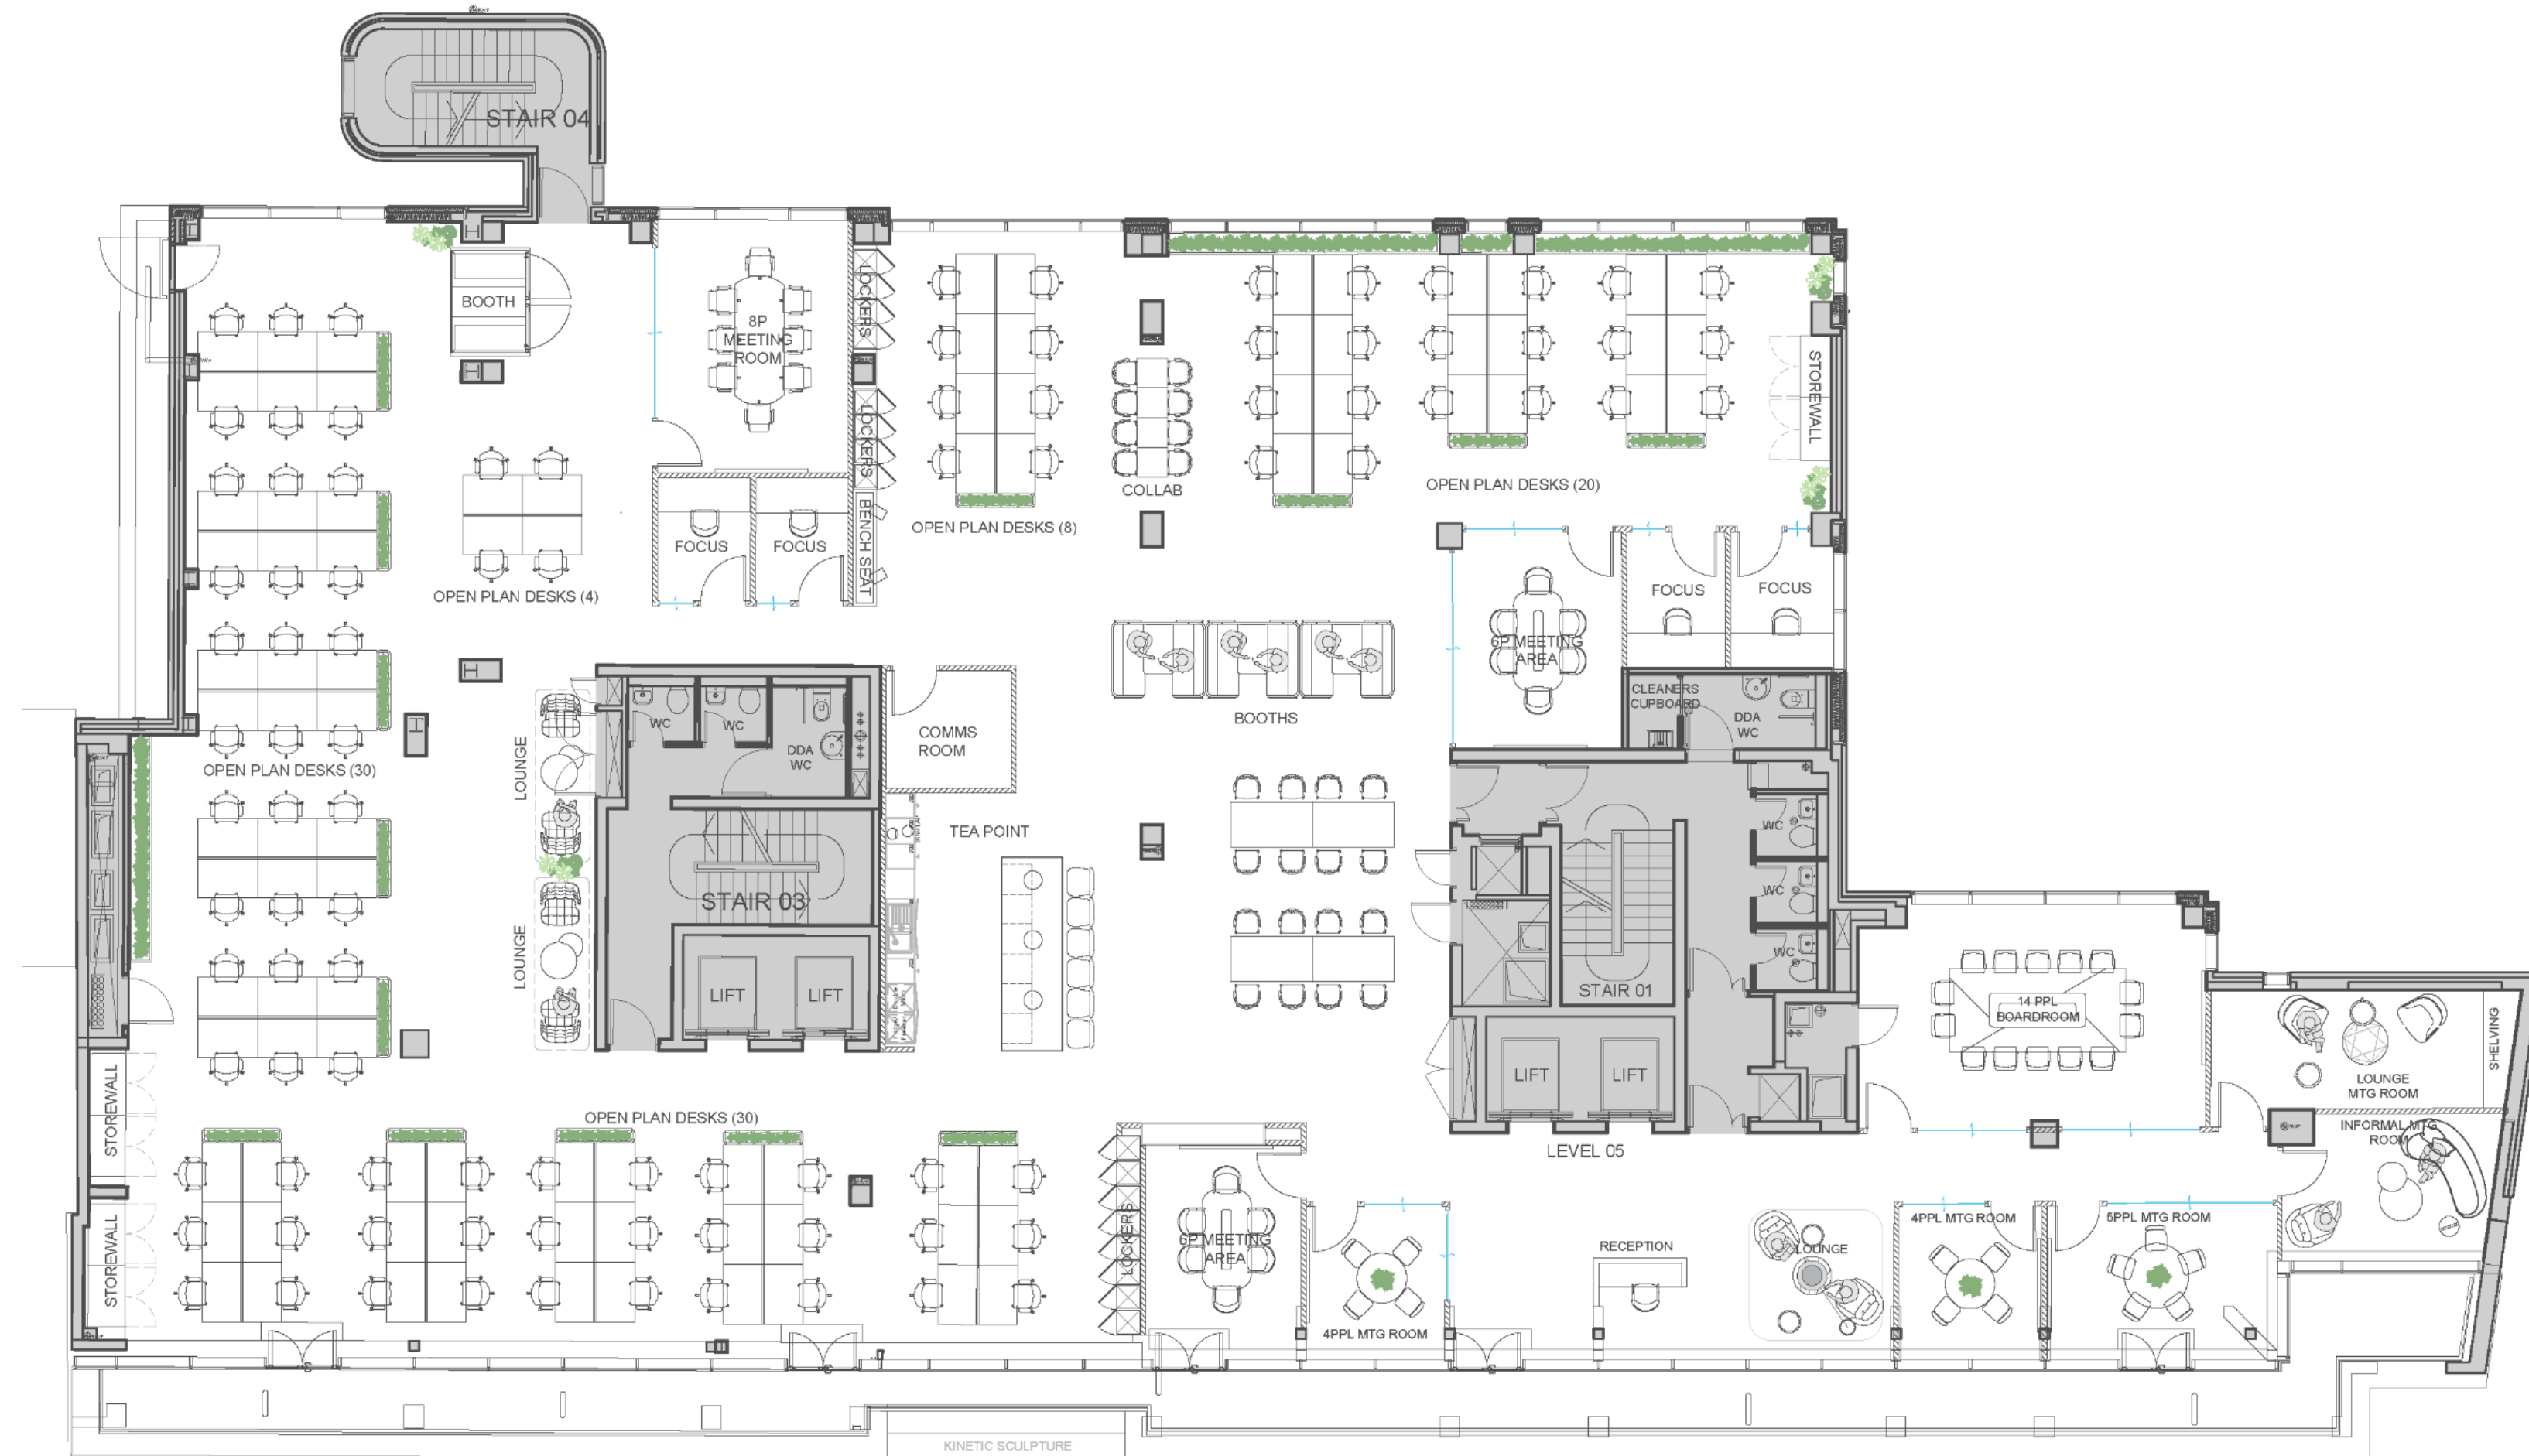 STAIR 04
BOOTH
8P
MEETING
ROOM
LOCKERS
LOCKERS
BENCH SEAT
FOCUS
FOCUS
OPEN PLAN DESKS (4)
OPEN PLAN DESKS (8)
COLLAB
OPEN PLAN DESKS (20)
STOREWALL
FOCUS
FOCUS
6P MEETING
AREA
BOOTHS
CLEANERS
CUPBOARD
DDA
WC
WC
WC
DDA
WC
COMMS
ROOM
LOUNGE
OPEN PLAN DESKS (30)
TEA POINT
STAIR 03
LOUNGE
LIFT
LIFT
WC
WC
WC
STAIR 01
LIFT
LIFT
14 PPL
BOARDROOM
SHELVING
LOUNGE
MTG ROOM
INFORMAL MTG
ROOM
STOREWALL
STOREWALL
OPEN PLAN DESKS (30)
LEVEL 05
LOCKERS
6P MEETING
AREA
4PPL MTG ROOM
RECEPTION
LOUNGE
4PPL MTG ROOM
5PPL MTG ROOM
KINETIC SCULPTURE